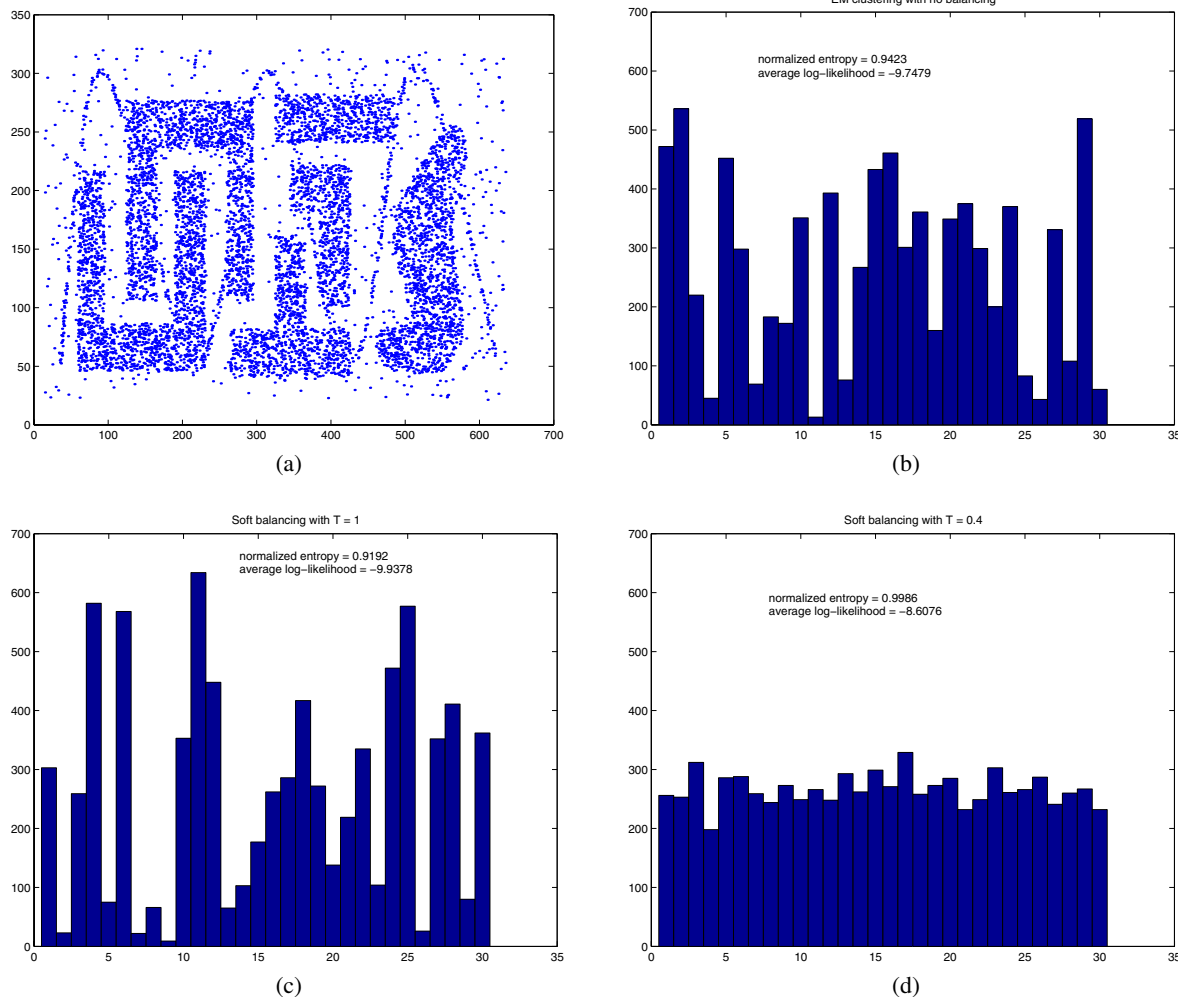 EM clustering with no balancing
350
300
250
200
150
100
50
0
0 100 200 300 400 500 600 700
(a)
700
600
500
400
300
200
100
0
normalized entropy = 0.9423
average log−likelihood = −9.7479
0 5 10 15 20 25 30 35
(b)
Soft balancing with T = 1
700
600
500
400
300
200
100
0
normalized entropy = 0.9192
average log−likelihood = −9.9378
0 5 10 15 20 25 30 35
(c)
Soft balancing with T = 0.4
700
600
500
400
300
200
100
0
normalized entropy = 0.9986
average log−likelihood = −8.6076
0 5 10 15 20 25 30 35
(d)